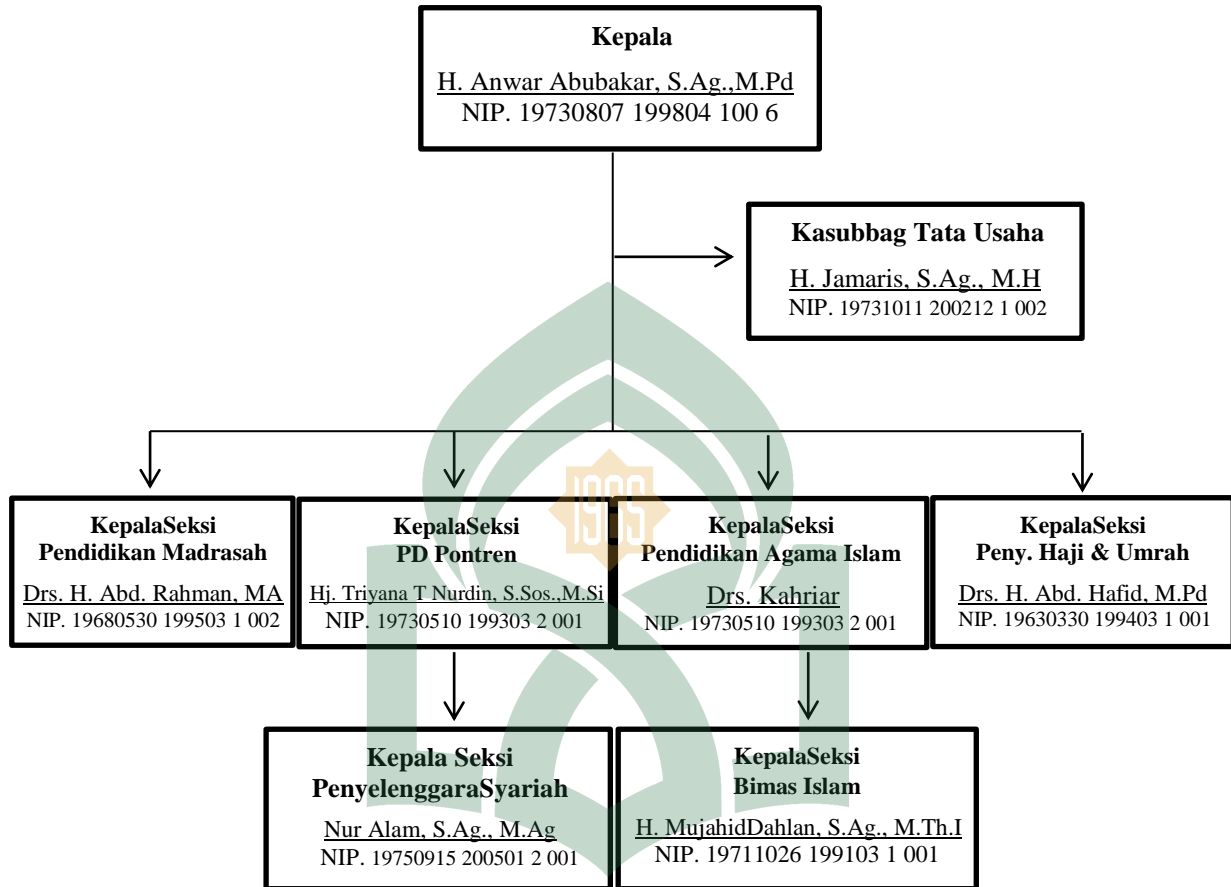 Kepala
H. Anwar Abubakar, S.Ag.,M.Pd
NIP. 19730807 199804 100 6
Kasubbag Tata Usaha
H. Jamaris, S.Ag., M.H
NIP. 19731011 200212 1 002
1965
KepalaSeksi
Pendidikan Madrasah
Drs. H. Abd. Rahman, MA
NIP. 19680530 199503 1 002
KepalaSeksi
PD Pontren
Hj. Triyana T Nurdin, S.Sos.,M.Si
NIP. 19730510 199303 2 001
KepalaSeksi
Pendidikan Agama Islam
Drs. Kahriar
NIP. 19730510 199303 2 001
KepalaSeksi
Peny. Haji & Umrah
Drs. H. Abd. Hafid, M.Pd
NIP. 19630330 199403 1 001
Kepala Seksi
PenyelenggaraSyariah
Nur Alam, S.Ag., M.Ag
NIP. 19750915 200501 2 001
KepalaSeksi
Bimas Islam
H. MujahidDahlan, S.Ag., M.Th.I
NIP. 19711026 199103 1 001